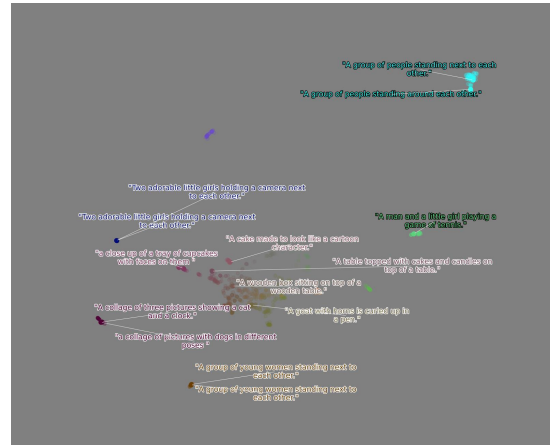 "A group of people standing next to each
other."
"A group of people standing around each other."
"Two adorable little girls holding a camera next
to each other."
"Two adorable little girls holding a camera next
to each other."
"A man and a little girl playing a
game of tennis."
"A cake made to look like a cartoon
character."
"a close up of a tray of cupcakes
with faces on them "
"A table topped with cakes and candles on
top of a table."
"A wooden box sitting on top of a
wooden table."
"A collage of three pictures showing a cat
and a clock."
"A goat with horns is curled up in
a pen."
"a collage of pictures with dogs in different
poses "
"A group of young women standing next to
each other."
"A group of young women standing next to
each other."